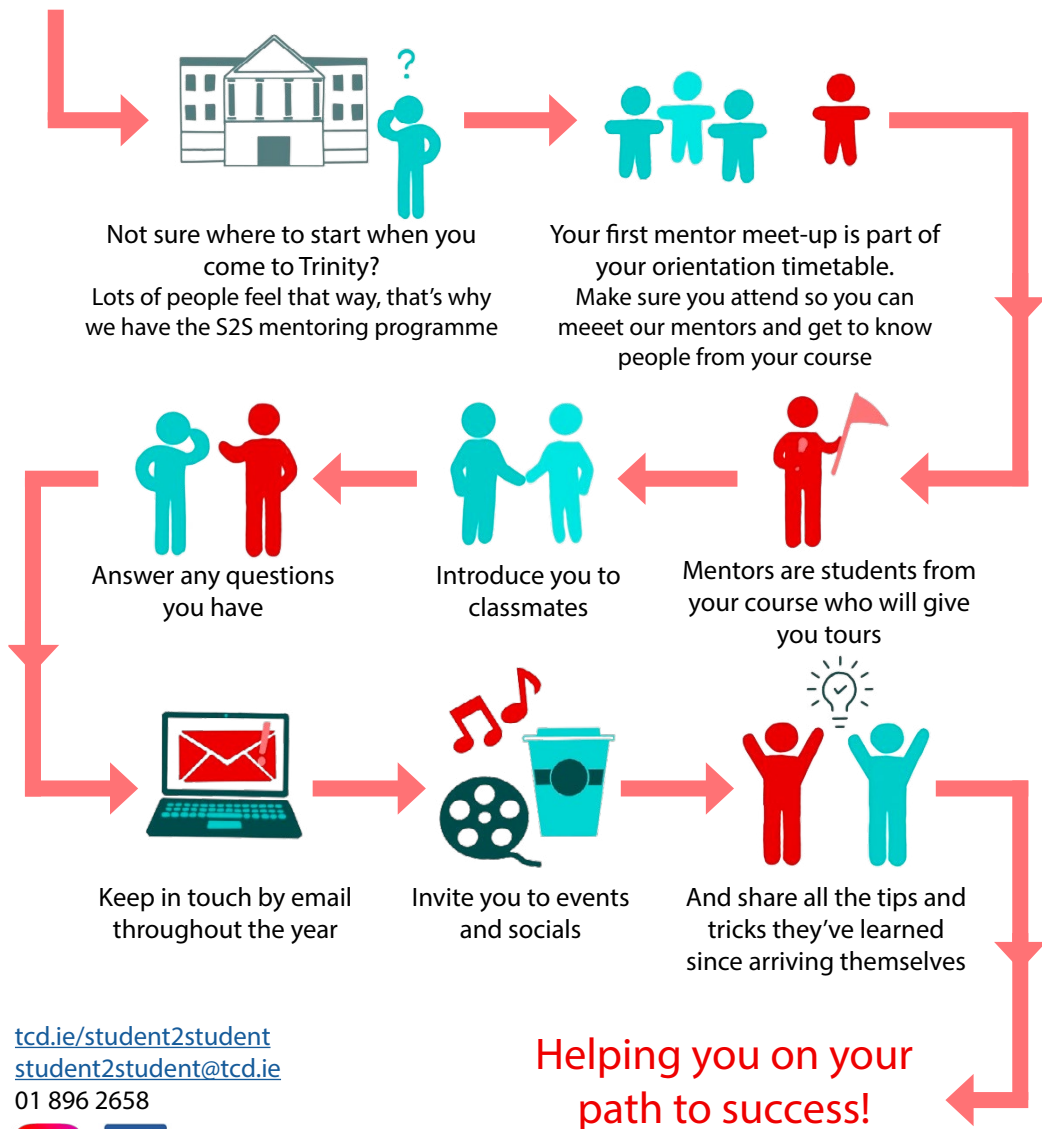 ?
Not sure where to start when you
come to Trinity?
Lots of people feel that way, that’s why
we have the S2S mentoring programme
Your first mentor meet-up is part of
your orientation timetable.
Make sure you attend so you can
meeet our mentors and get to know
people from your course
Mentors are students from
your course who will give
you tours
Introduce you to
classmates
Answer any questions
you have
Keep in touch by email
throughout the year
Invite you to events
and socials
And share all the tips and
tricks they’ve learned
since arriving themselves
tcd.ie/student2student
student2student@tcd.ie
01 896 2658
Helping you on your
path to success!